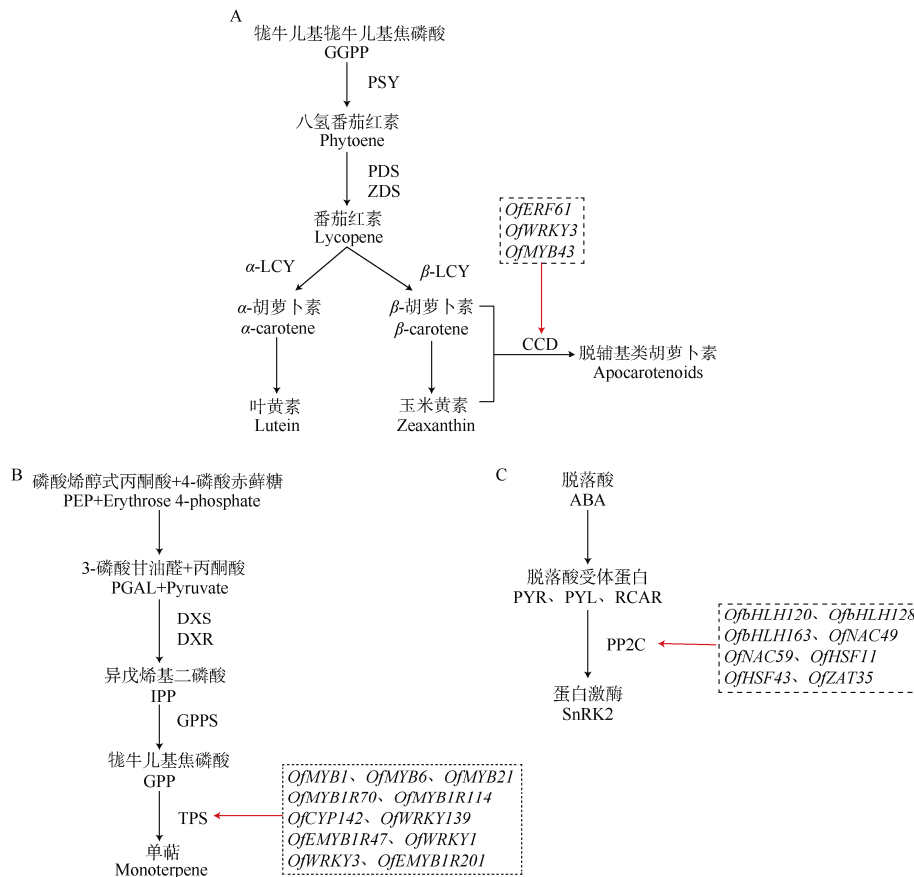 A
牻牛儿基牻牛儿基焦磷酸
GGPP
PSY
八氢番茄红素
Phytoene
PDS
ZDS
番茄红素
Lycopene
α-LCY
β-LCY
OfERF61
OfWRKY3
OfMYB43
α-胡萝卜素
α-carotene
β-胡萝卜素
β-carotene
CCD
脱辅基类胡萝卜素
Apocarotenoids
叶黄素
Lutein
玉米黄素
Zeaxanthin
B
磷酸烯醇式丙酮酸+4-磷酸赤藓糖
PEP+Erythrose 4-phosphate
3-磷酸甘油醛+丙酮酸
PGAL+Pyruvate
DXS
DXR
异戊烯基二磷酸
IPP
GPPS
牻牛儿基焦磷酸
GPP
TPS
OfMYB1、OfMYB6、OfMYB21
OfMYB1R70、OfMYB1R114
OfCYP142、OfWRKY139
OfEMYB1R47、OfWRKY1
OfWRKY3、OfEMYB1R201
单萜
Monoterpene
C
脱落酸
ABA
脱落酸受体蛋白
PYR、PYL、RCAR
PP2C
OfbHLH120、OfbHLH128
OfbHLH163、OfNAC49
OfNAC59、OfHSF11
OfHSF43、OfZAT35
蛋白激酶
SnRK2